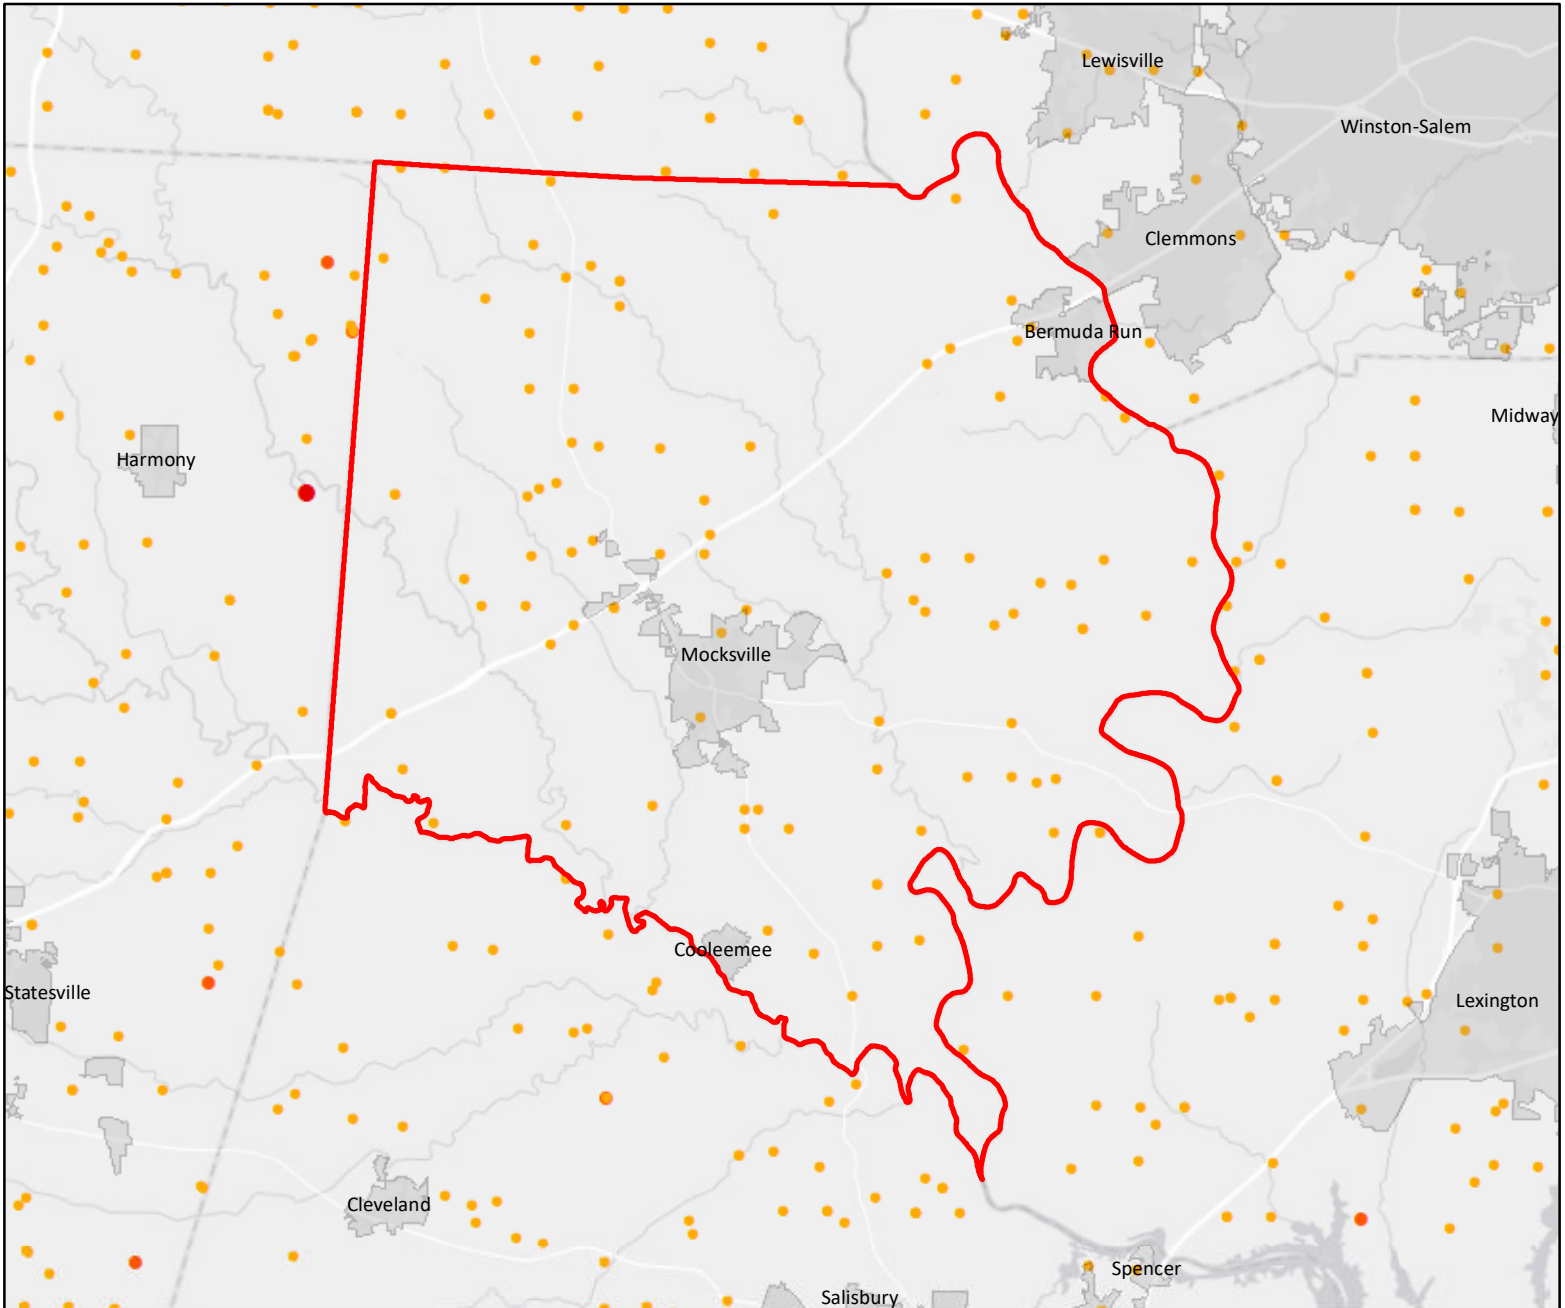 Lewisville
Winston-Salem
Clemmons
Bermuda Run
Midway
Harmony
Mocksville
Cooleemee
Statesville
Lexington
Cleveland
Spencer
Salisbury